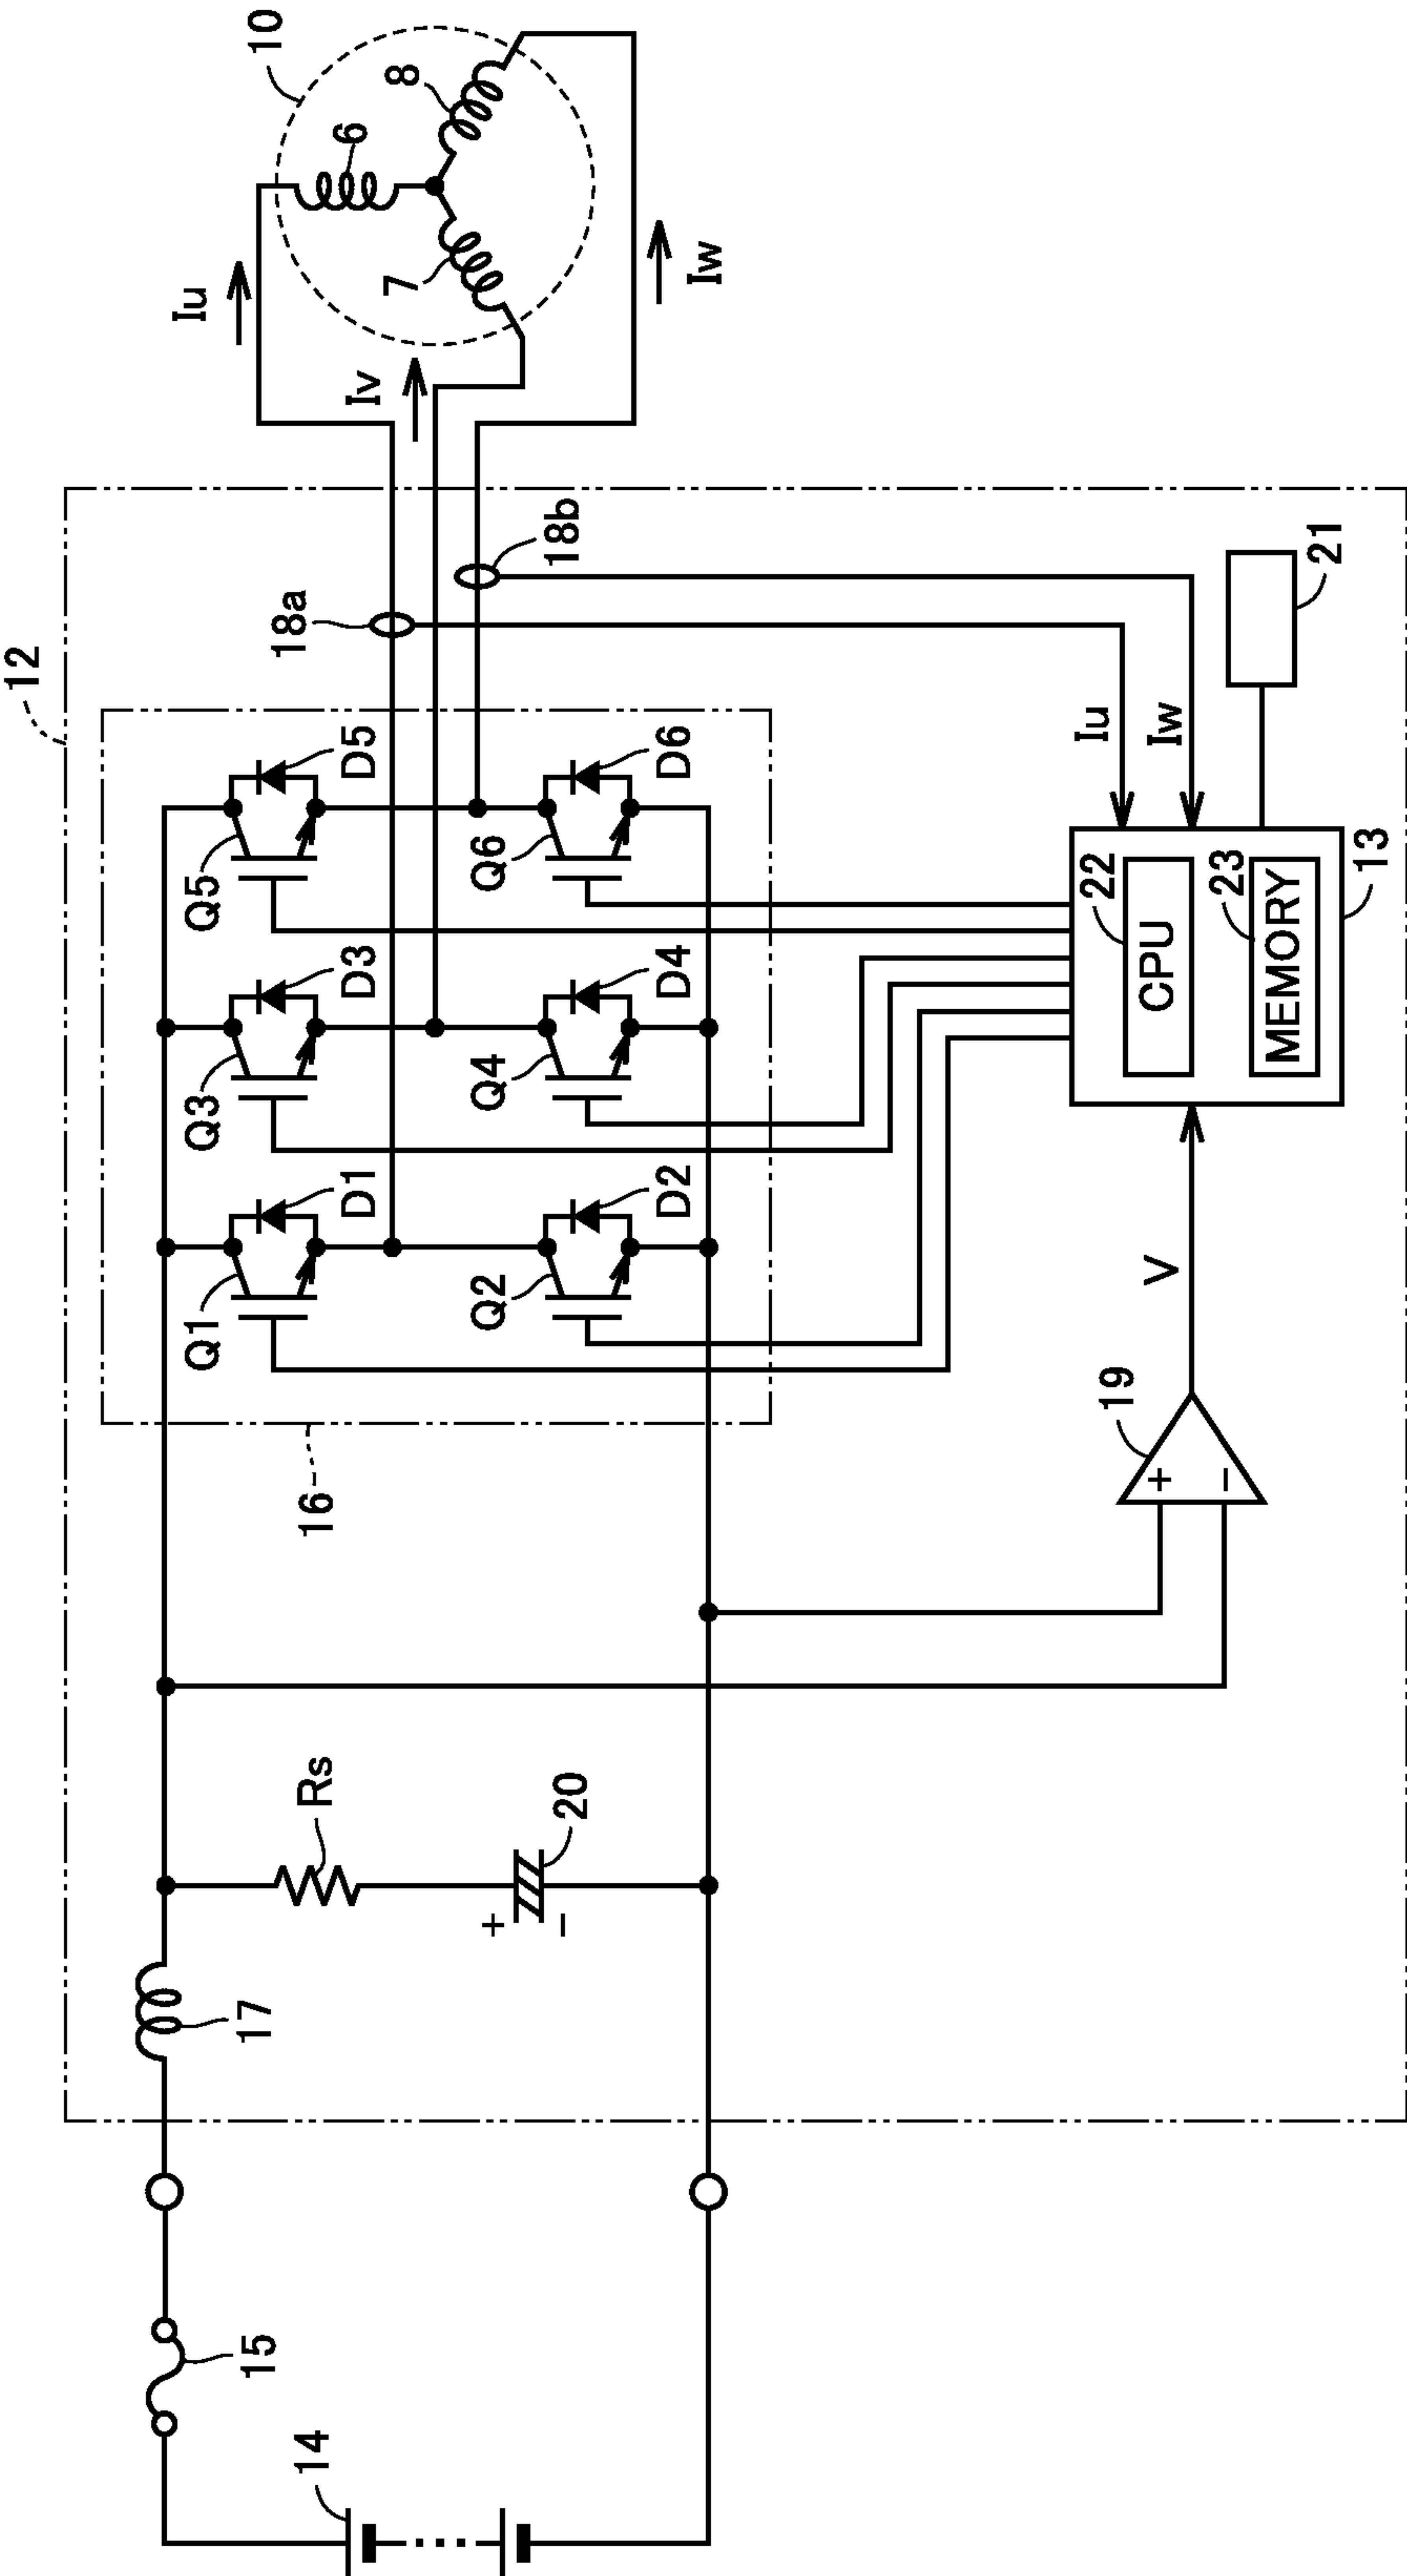 12
10
6
8
7
Iu
Iv
Iw
18a
18b
Q1
D1
Q3
D3
Q5
D5
Q2
D2
Q4
D4
Q6
D6
16
14
15
17
Rs
+
−
20
19
+
−
V
Iu
Iw
22
CPU
23
MEMORY
13
21